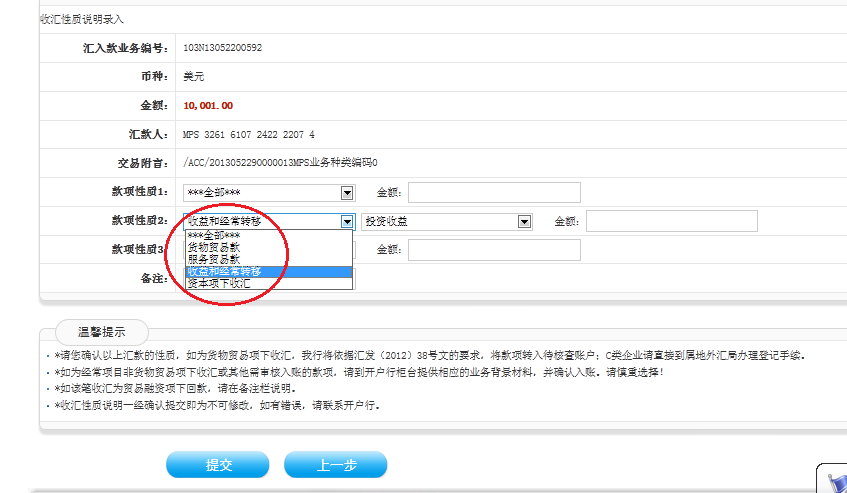 收汇性质说明录入
汇入款业务编号： 103N13052200592
币种： 美元
金额： 10,001.00
汇款人： MPS 3261 6107 2422 2207 4
交易附言： /ACC/2013052290000013MPS业务种类编码0
款项性质1： ***全部*** 金额：
款项性质2： 收益和经常转移 投资收益 金额：
***全部***
货物贸易款
服务贸易款
收益和经常转移
资本项下收汇
款项性质3 金额：
备注：
温馨提示
·*请您确认以上汇款的性质，如为货物贸易项下收汇，我行将依据汇发（2012）38号文的要求，将款项转入待核查账户；C类企业请直接到属地外汇局办理登记手续。
·*如为经常项目非货物贸易项下收汇或其他需审核入账的款项，请到开户行柜台提供相应的业务背景材料，并确认入账。请慎重选择！
·*如该笔收汇为贸易融资项下回款，请在备注栏说明。
·*收汇性质说明一经确认提交即为不可修改，如有错误，请联系开户行。
提交 上一步